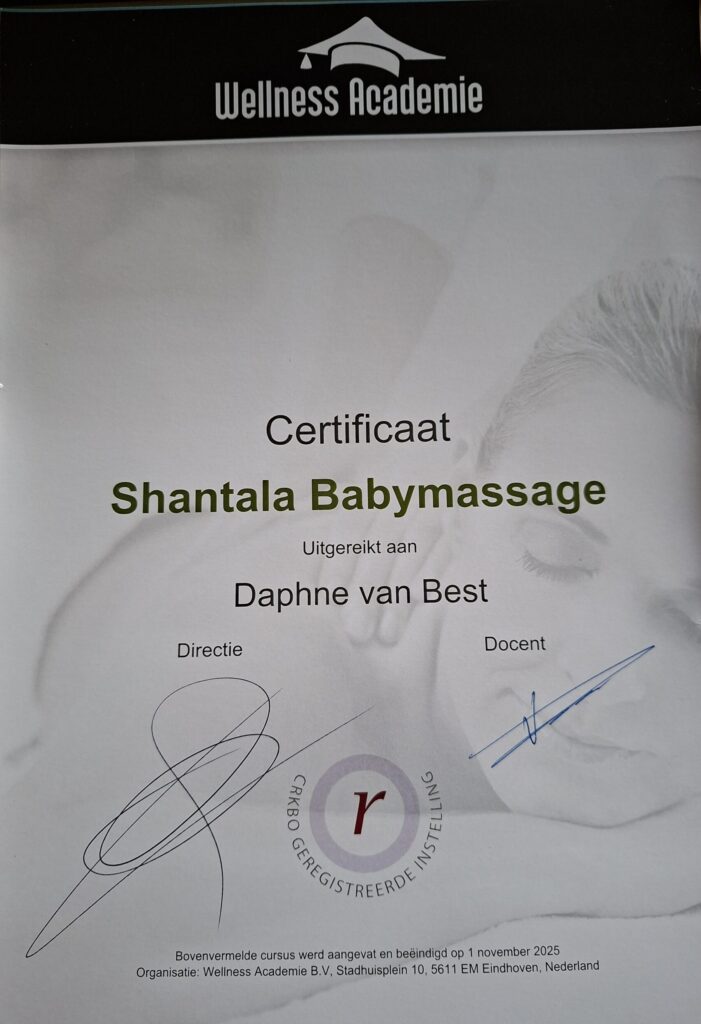 Wellness Academie
Certificaat
Shantala Babymassage
Uitgereikt aan
Daphne van Best
Directie
Docent
r
CRKBO GEREGISTREERDE INSTELLING
Bovenvermelde cursus werd aangevat en beëindigd op 1 november 2025
Organisatie: Wellness Academie B.V, Stadhuisplein 10, 5611 EM Eindhoven, Nederland